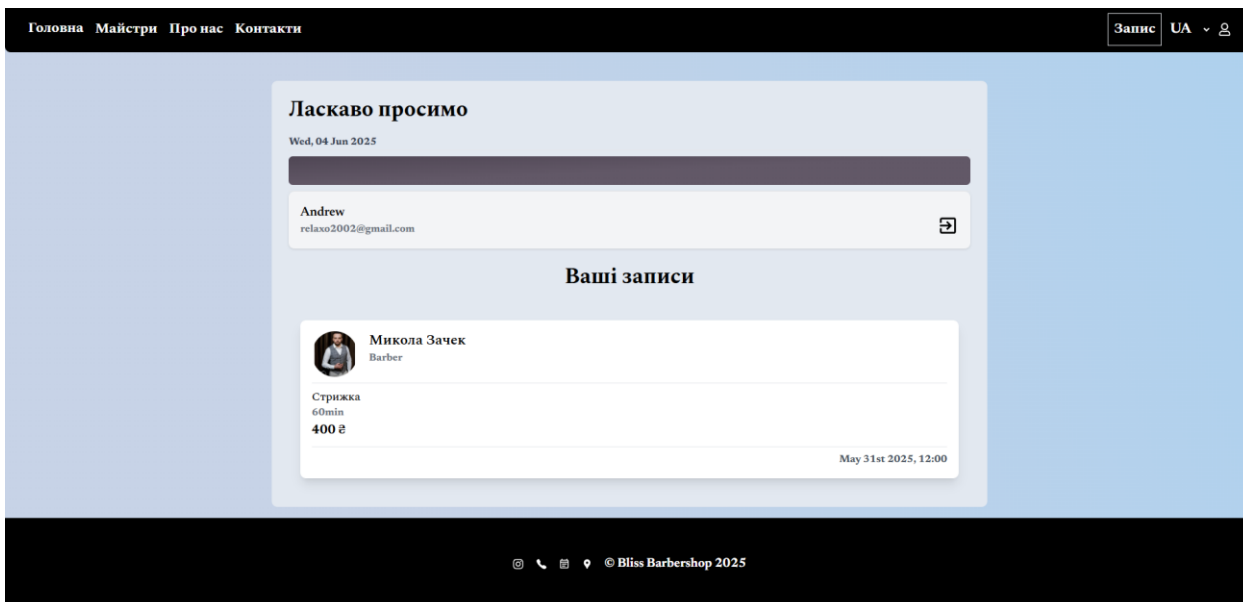 Головна Майстри Про нас Контакти Запис UA
Ласкаво просимо
Wed, 04 Jun 2025
Andrew
relaxo2002@gmail.com
Ваші записи
Микола Зачек
Barber
Стрижка
60min
400 ₴
May 31st 2025, 12:00
© Bliss Barbershop 2025